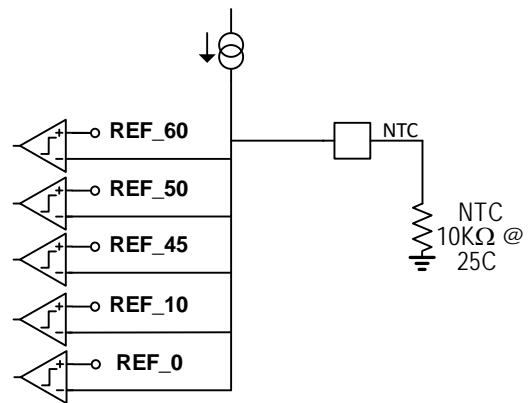 REF_60
REF_50
REF_45
REF_10
REF_0
NTC
NTC
10KΩ @
25C